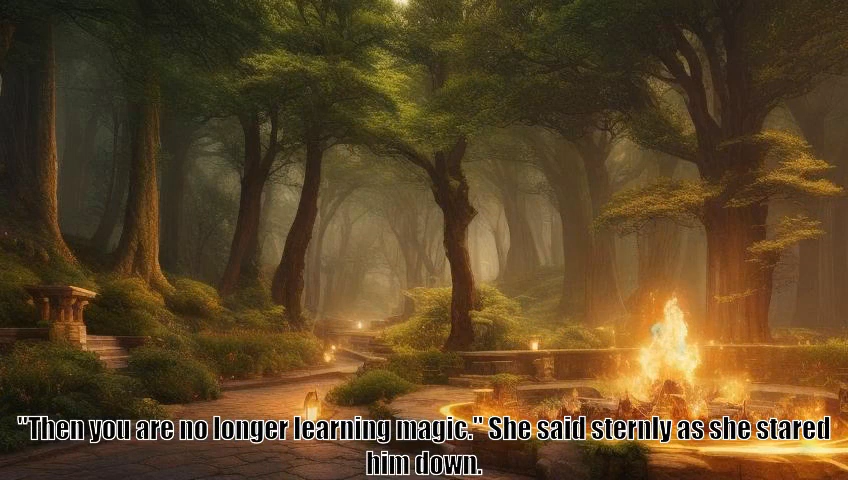 "Then you are no longer learning magic." She said sternly as she stared
him down.